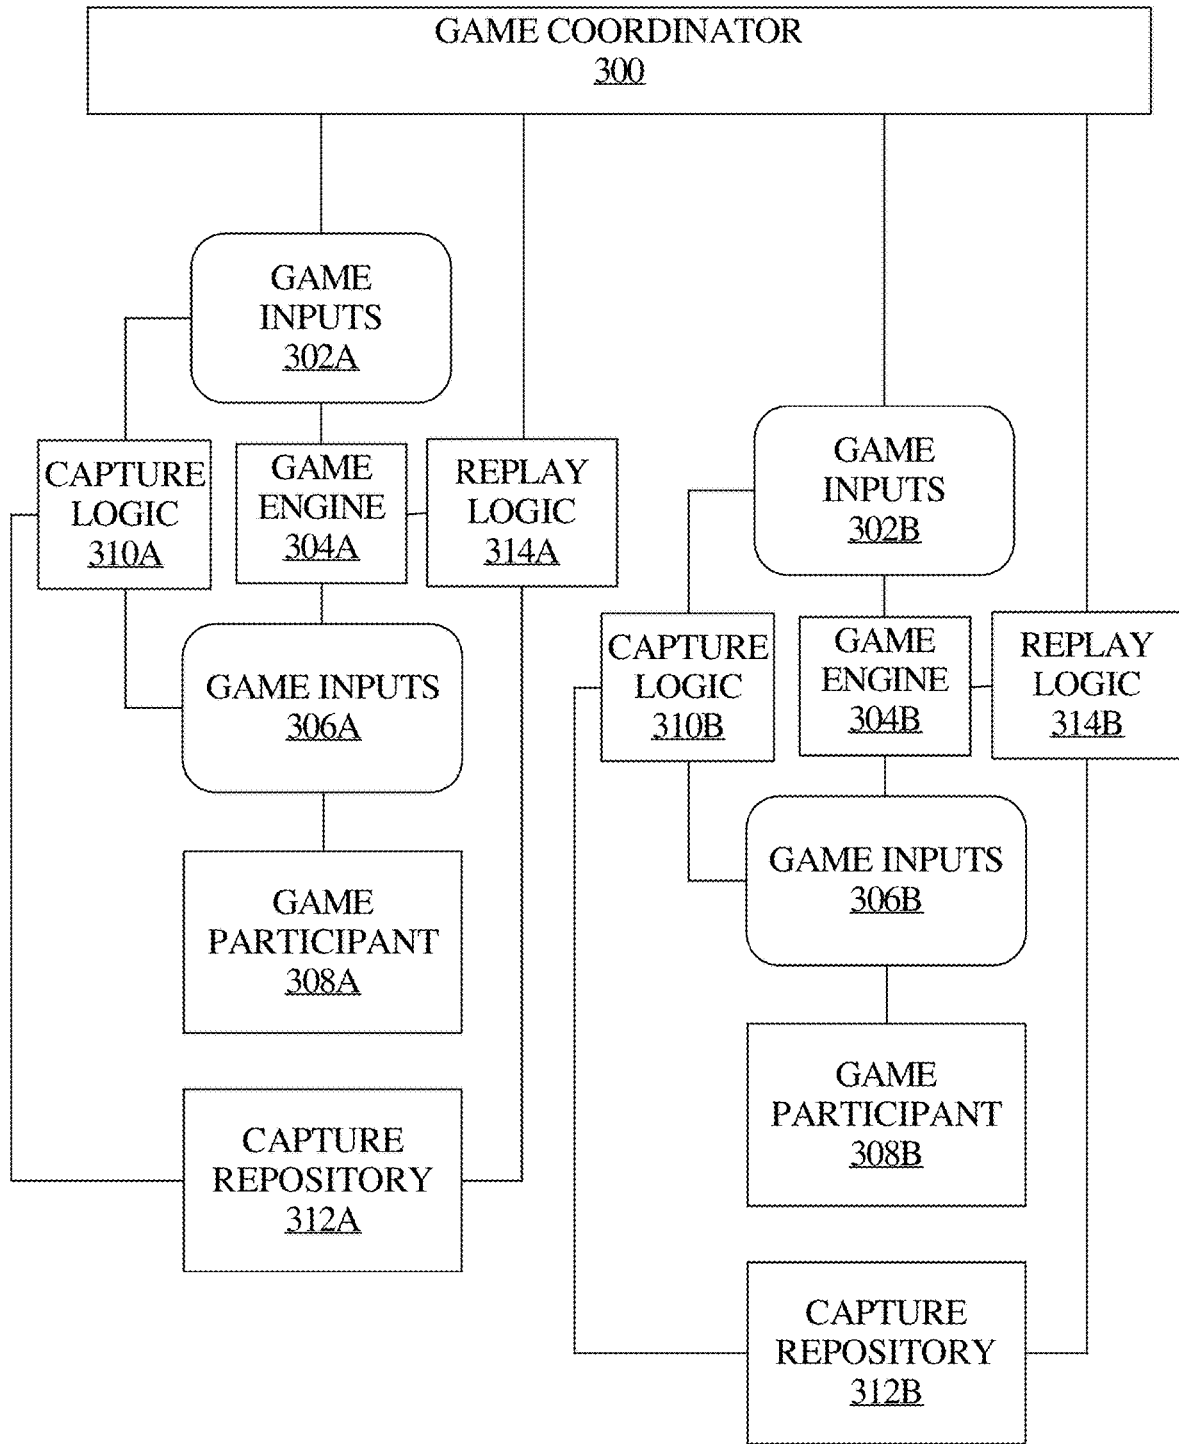 GAME COORDINATOR
300
GAME
INPUTS
302A
CAPTURE
LOGIC
310A
GAME
ENGINE
304A
REPLAY
LOGIC
314A
GAME INPUTS
306A
GAME
PARTICIPANT
308A
CAPTURE
REPOSITORY
312A
GAME
INPUTS
302B
CAPTURE
LOGIC
310B
GAME
ENGINE
304B
REPLAY
LOGIC
314B
GAME INPUTS
306B
GAME
PARTICIPANT
308B
CAPTURE
REPOSITORY
312B